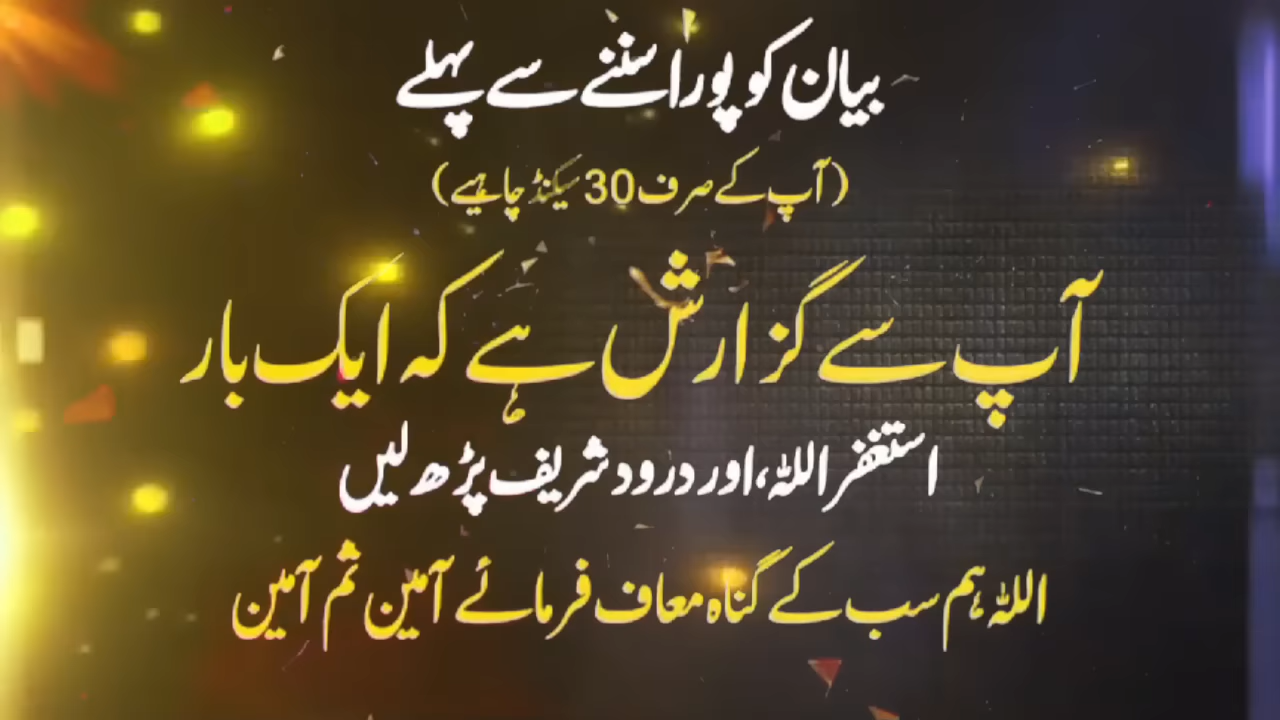 بیان کو پورا سننے سے پہلے
(آپ کے صرف 30 سیکنڈ چاہیے)
آپ سے گزارش ہے کہ ایک بار
استغفر اللہ، اور درود شریف پڑھ لیں
اللہ ہم سب کے گناہ معاف فرمائے آمین ثم آمین